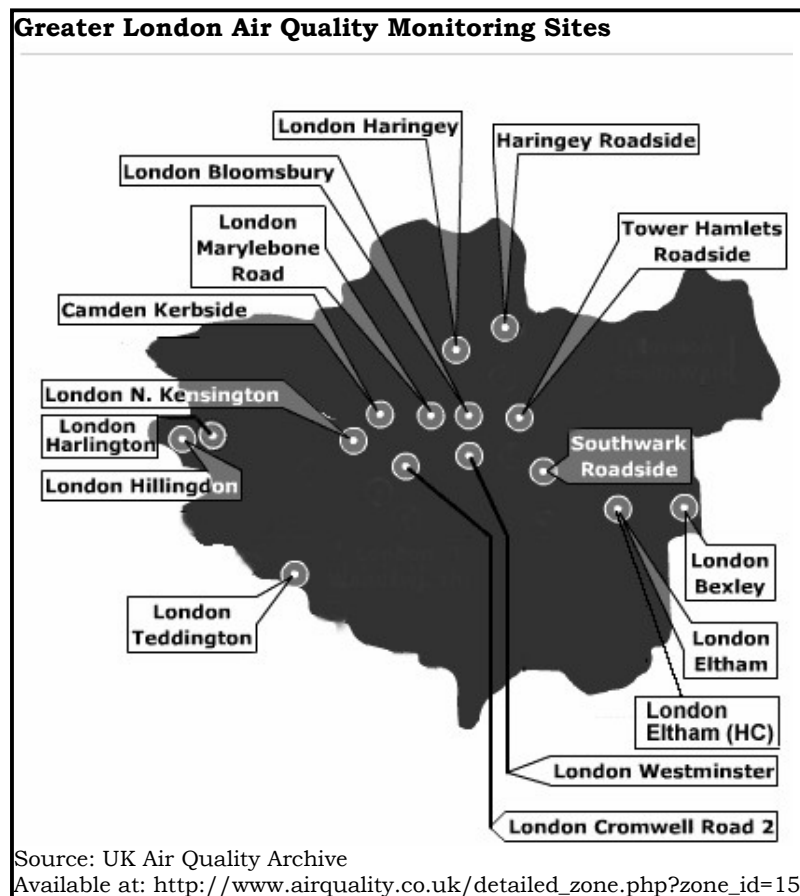 Greater London Air Quality Monitoring Sites
London Haringey
Haringey Roadside
London Bloomsbury
London
Marylebone
Road
Tower Hamlets
Roadside
Camden Kerbside
London N. Kensington
London
Harlington
London Hillingdon
Southwark
Roadside
London
Bexley
London
Teddington
London
Eltham
London
Eltham (HC)
London Westminster
London Cromwell Road 2
Source: UK Air Quality Archive
Available at: http://www.airquality.co.uk/detailed_zone.php?zone_id=15